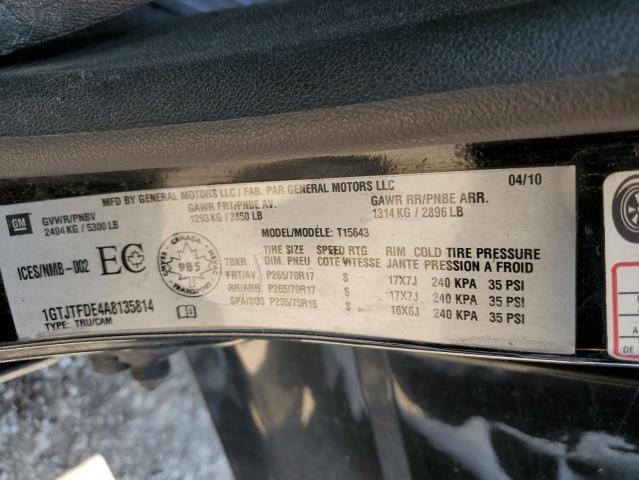 MFD BY GENERAL MOTORS LLC / FAB. PAR GENERAL MOTORS LLC
04/10
GM
GVWR/PNBV
2404 KG / 5300 LB
GAWR FRT/PNBE AV.
1293 KG / 2850 LB
GAWR RR/PNBE ARR.
1314 KG / 2896 LB
MODEL/MODÉLE: T15643
ICES/NMB-002
EC
CANADA
985
TRANSPORT
TIRE SIZE SPEED RTG RIM COLD TIRE PRESSURE
TBKR DIM. PNEU COTE VITESSE JANTE PRESSION A FROID
FRT/AV P265/70R17 S 17X7J 240 KPA 35 PSI
RR/ARR. P265/70R17 S 17X7J 240 KPA 35 PSI
SPA/SOS P235/75R16 S 16X6J 240 KPA 35 PSI
1GTJTFDE4A8135814
TYPE: TRU/CAM
DE